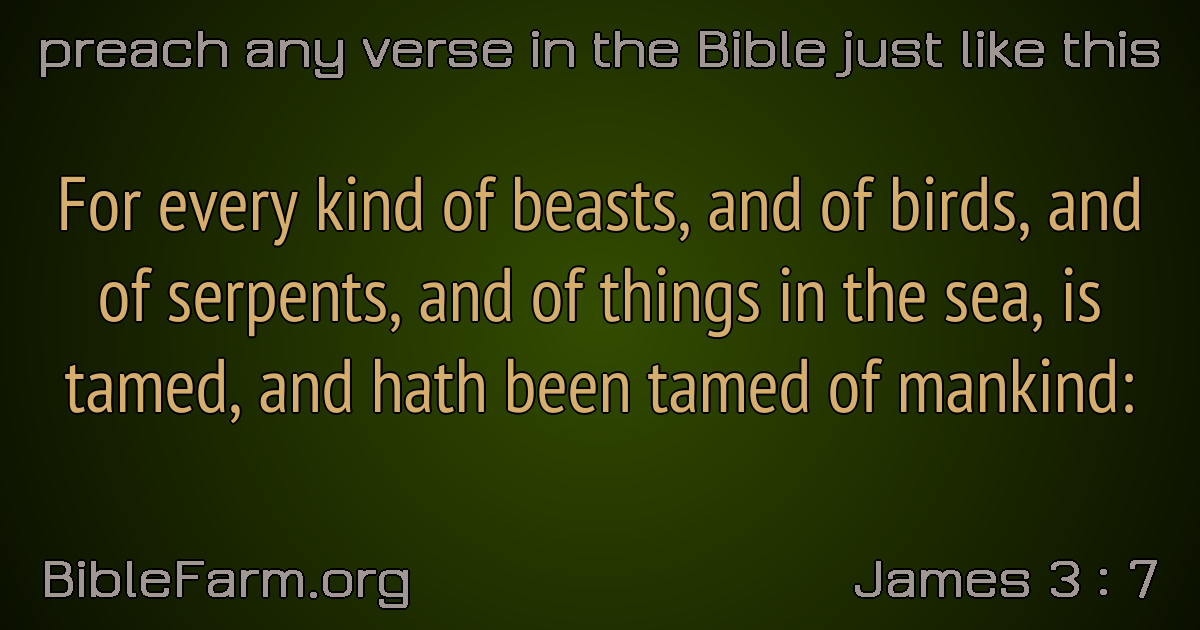 preach any verse in the Bible just like this
For every kind of beasts, and of birds, and
of serpents, and of things in the sea, is
tamed, and hath been tamed of mankind:
BibleFarm.org
James 3 : 7